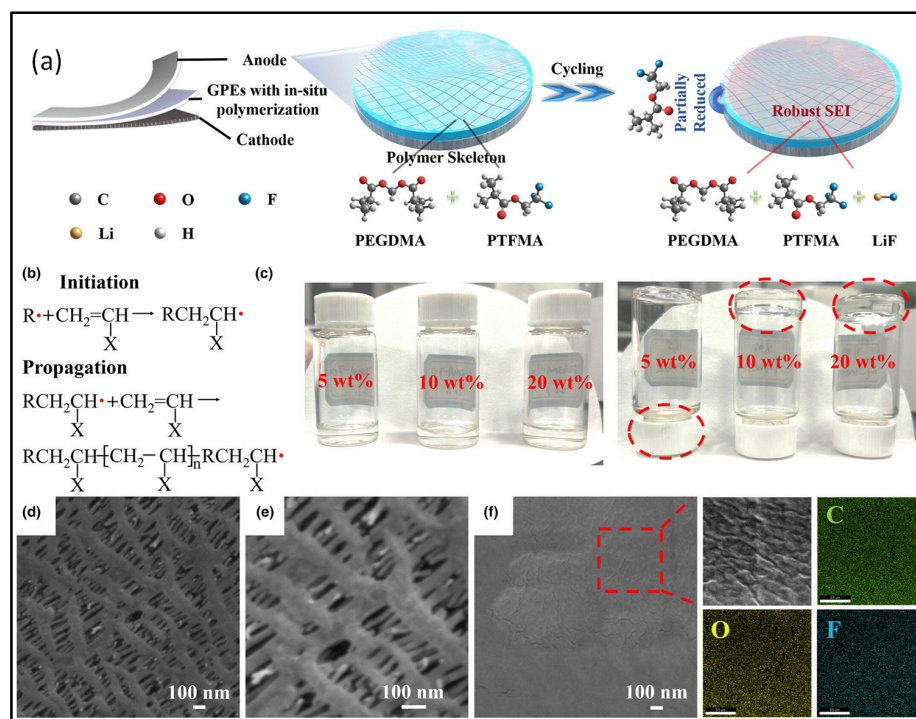 (a)
Anode
GPEs with in-situ
polymerization
Cathode
Cycling
Partially
Reduced
Robust SEI
Polymer Skeleton
C
O
F
Li
H
PEGDMA
PTFMA
PEGDMA
PTFMA
LiF
(b)
Initiation
R•+CH₂=CH → RCH₂CH•
X
X
Propagation
RCH₂CH•+CH₂=CH →
X
X
RCH₂CH-[CH₂-CH]ₙRCH₂CH•
X
X
X
(c)
5 wt%
10 wt%
20 wt%
5 wt%
10 wt%
20 wt%
(d)
100 nm
(e)
100 nm
(f)
100 nm
C
O
F